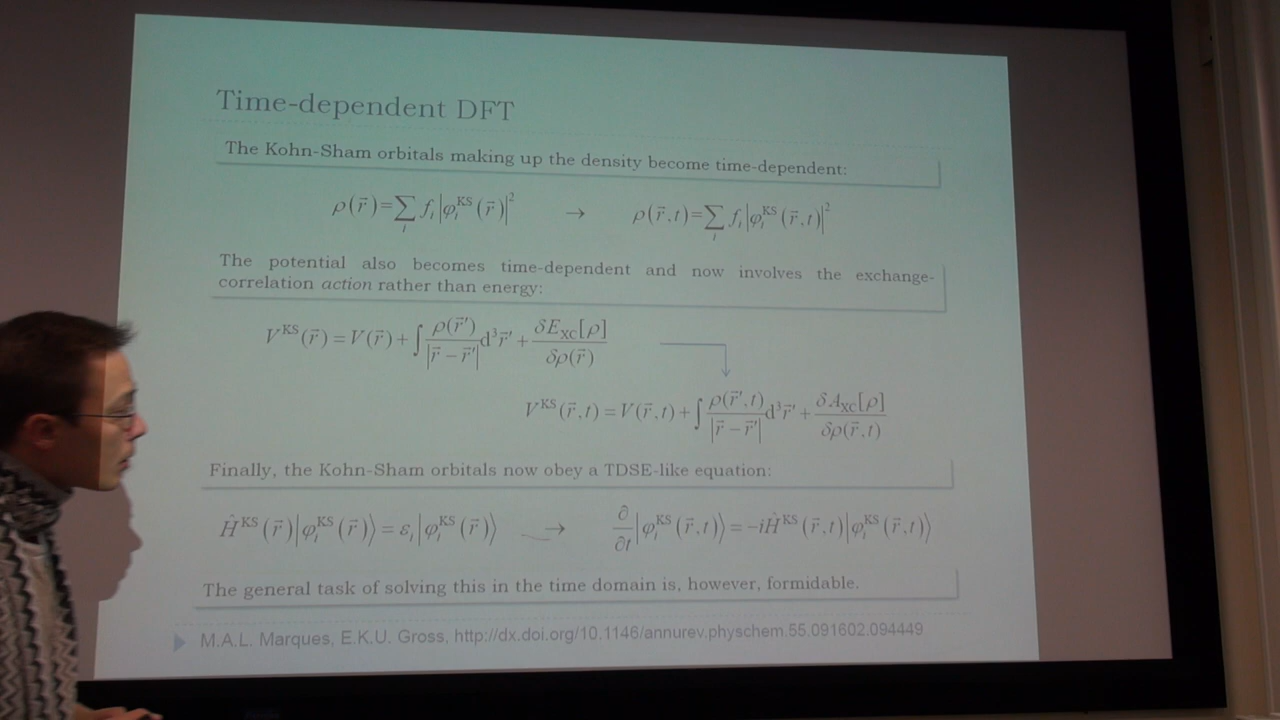 Time-dependent DFT
The Kohn-Sham orbitals making up the density become time-dependent:
ρ(r⃗)=∑ᵢ fᵢ|φᵢᴷˢ(r⃗)|² → ρ(r⃗,t)=∑ᵢ fᵢ|φᵢᴷˢ(r⃗,t)|²
The potential also becomes time-dependent and now involves the exchange-
correlation action rather than energy:
Vᴷˢ(r⃗)=V(r⃗)+∫ρ(r⃗')/|r⃗−r⃗'| d³r⃗'+δE_XC[ρ]/δρ(r⃗)
Vᴷˢ(r⃗,t)=V(r⃗,t)+∫ρ(r⃗',t)/|r⃗−r⃗'| d³r⃗'+δA_XC[ρ]/δρ(r⃗,t)
Finally, the Kohn-Sham orbitals now obey a TDSE-like equation:
Ĥᴷˢ(r⃗)|φᵢᴷˢ(r⃗)⟩=εᵢ|φᵢᴷˢ(r⃗)⟩ → ∂/∂t|φᵢᴷˢ(r⃗,t)⟩=−iĤᴷˢ(r⃗,t)|φᵢᴷˢ(r⃗,t)⟩
The general task of solving this in the time domain is, however, formidable.
M.A.L. Marques, E.K.U. Gross, http://dx.doi.org/10.1146/annurev.physchem.55.091602.094449